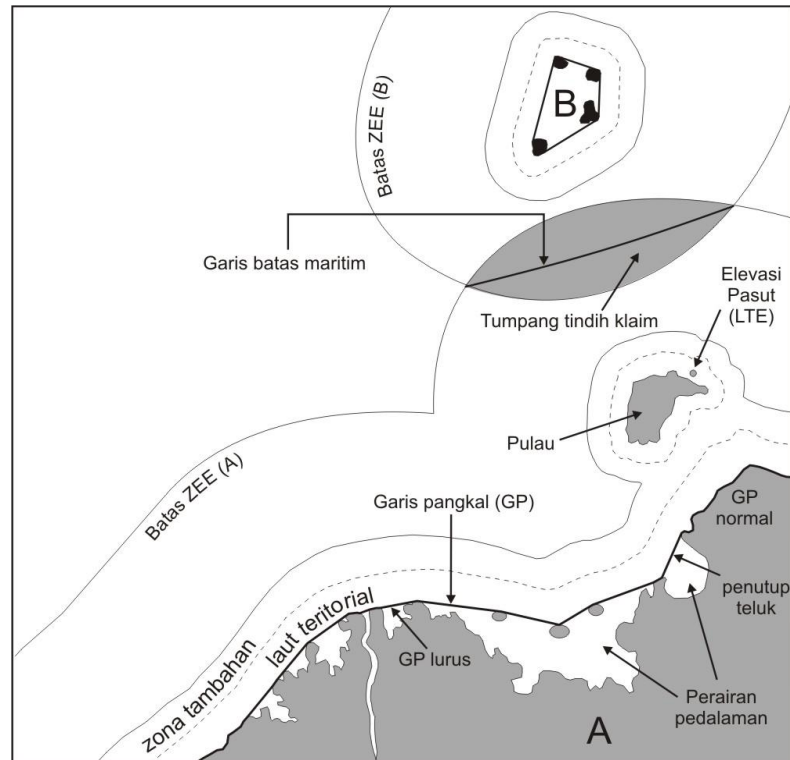 Batas ZEE (B)
B
Garis batas maritim
Tumpang tindih klaim
Elevasi
Pasut
(LTE)
Pulau
Batas ZEE (A)
Garis pangkal (GP)
GP
normal
penutup
teluk
laut teritorial
zona tambahan
GP lurus
Perairan
pedalaman
A